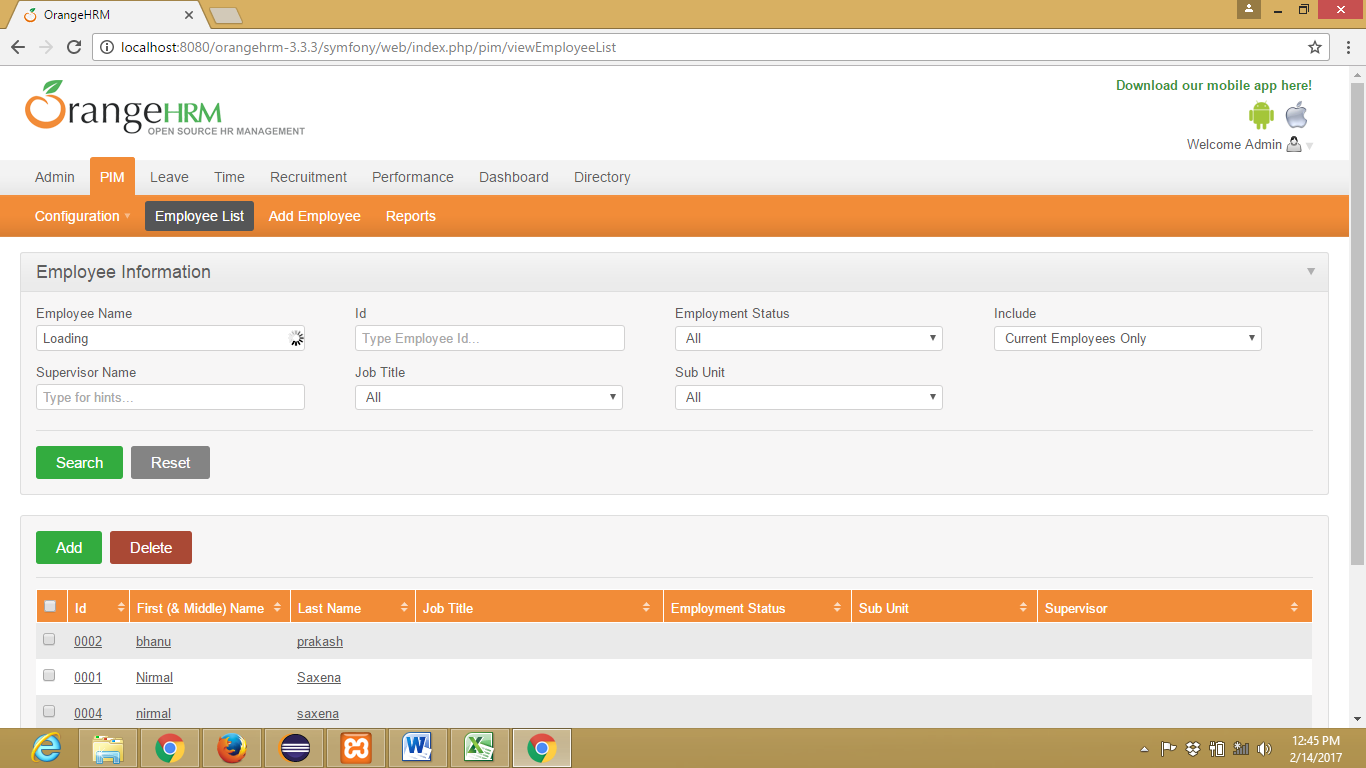 OrangeHRM
localhost:8080/orangehrm-3.3.3/symfony/web/index.php/pim/viewEmployeeList
OrangeHRM
OPEN SOURCE HR MANAGEMENT
Download our mobile app here!
Welcome Admin
Admin PIM Leave Time Recruitment Performance Dashboard Directory
Configuration Employee List Add Employee Reports
Employee Information
Employee Name Id Employment Status Include
Loading Type Employee Id... All Current Employees Only
Supervisor Name Job Title Sub Unit
Type for hints... All All
Search Reset
Add Delete
Id First (& Middle) Name Last Name Job Title Employment Status Sub Unit Supervisor
0002 bhanu prakash
0001 Nirmal Saxena
0004 nirmal saxena
12:45 PM
2/14/2017